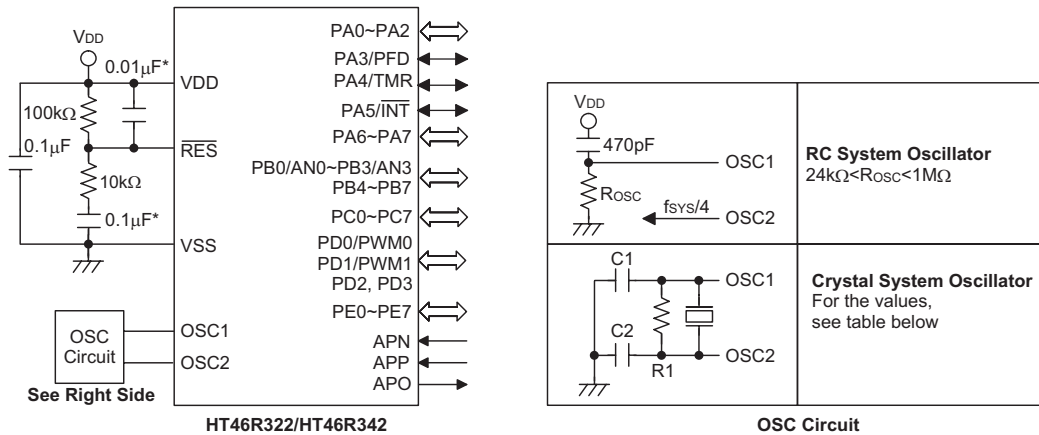 VDD
0.01μF*
100kΩ
0.1μF
10kΩ
0.1μF*
VDD
R̅E̅S̅
VSS
OSC1
OSC2
OSC
Circuit
See Right Side
PA0~PA2
PA3/PFD
PA4/TMR
PA5/I̅N̅T̅
PA6~PA7
PB0/AN0~PB3/AN3
PB4~PB7
PC0~PC7
PD0/PWM0
PD1/PWM1
PD2, PD3
PE0~PE7
APN
APP
APO
HT46R322/HT46R342
VDD
470pF
OSC1
ROSC
fSYS/4
OSC2
RC System Oscillator
24kΩ<ROSC<1MΩ
C1
OSC1
C2
OSC2
R1
Crystal System Oscillator
For the values,
see table below
OSC Circuit